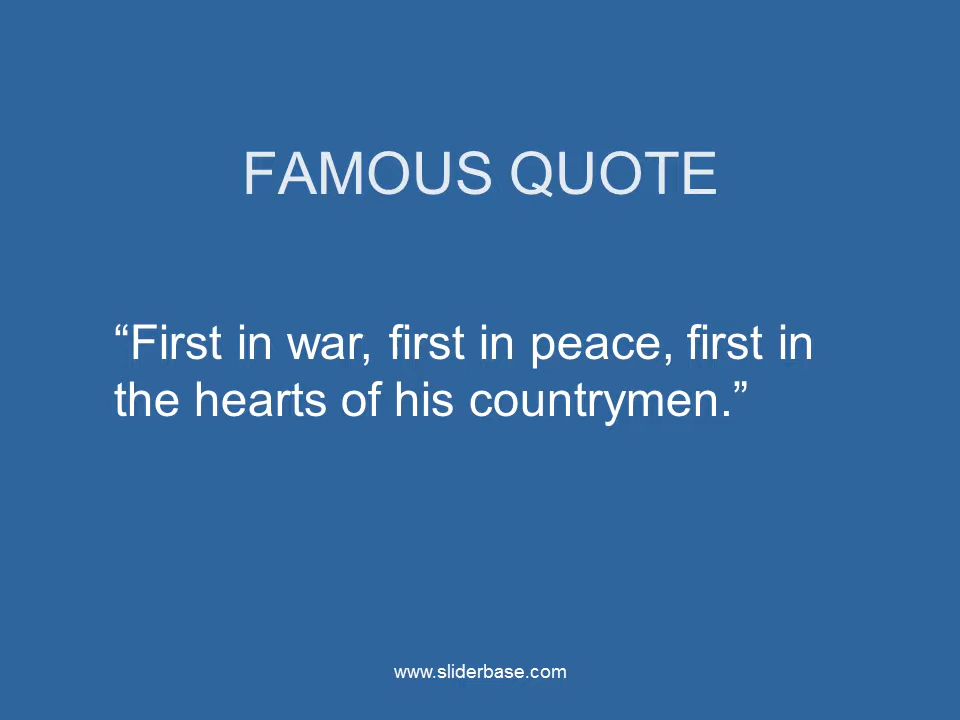 FAMOUS QUOTE
“First in war, first in peace, first in
the hearts of his countrymen.”
www.sliderbase.com